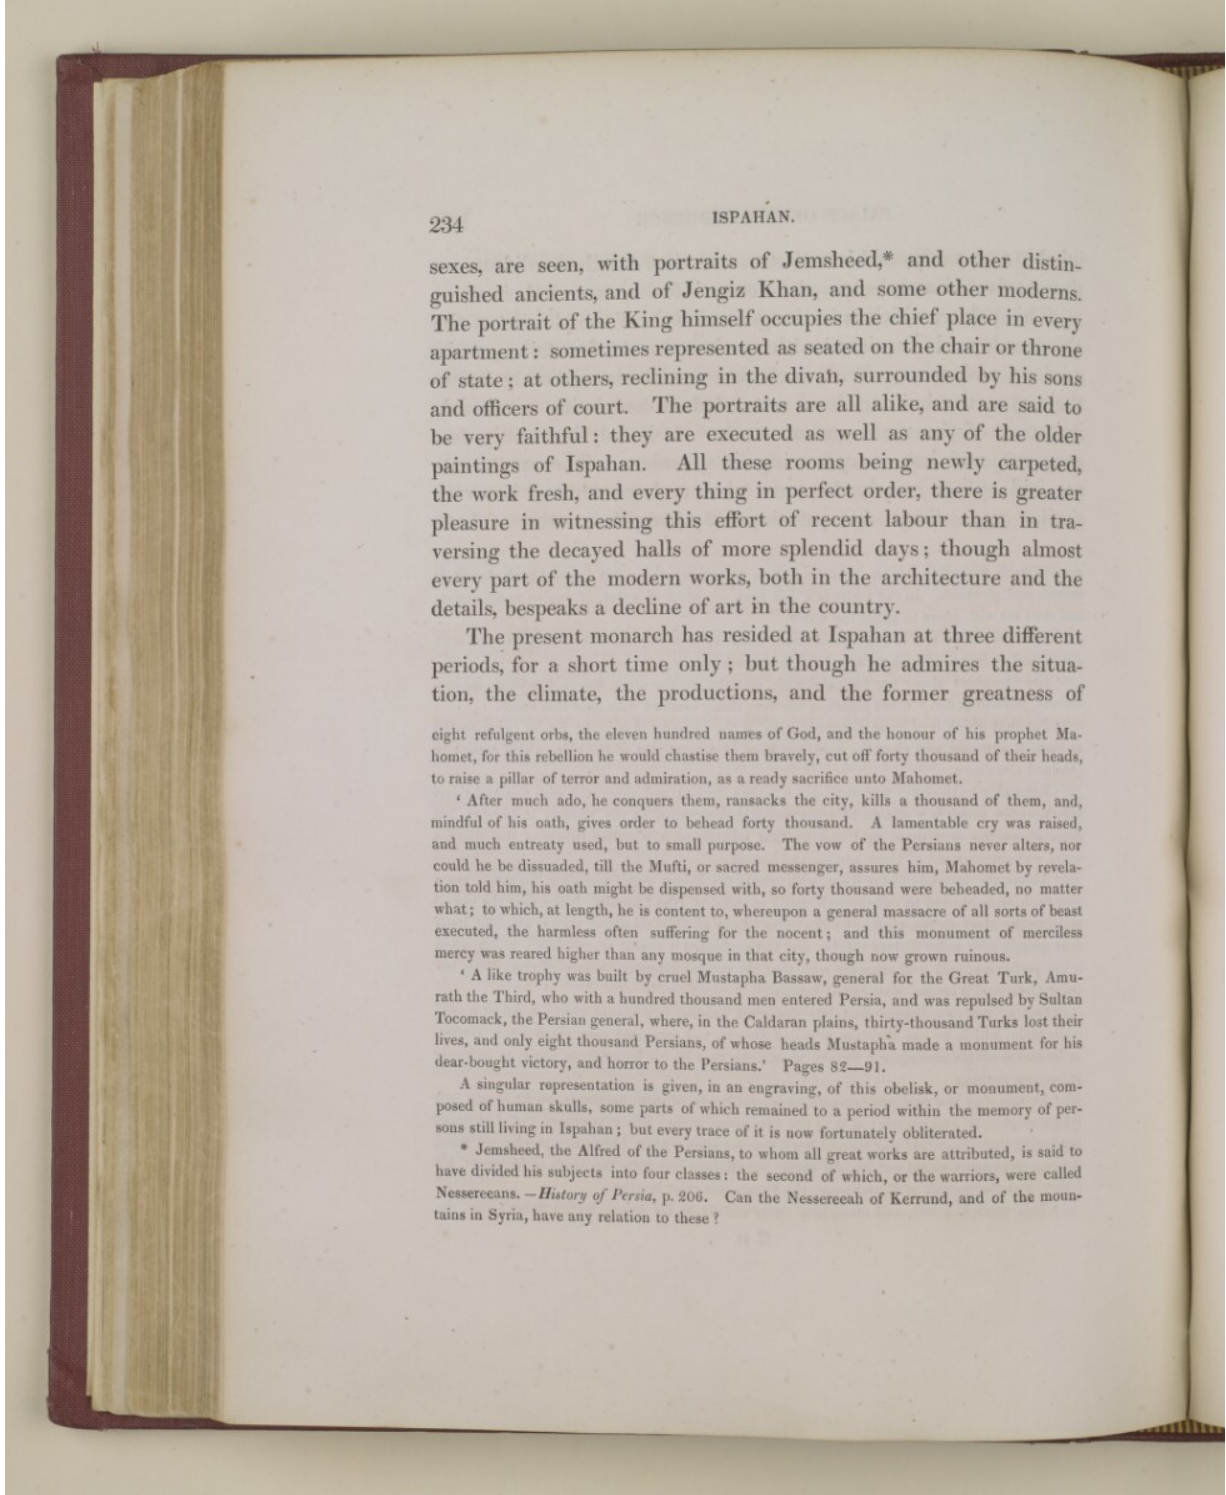 234
ISPAHAN.
sexes, are seen, with portraits of Jemsheed,* and other distin-
guished ancients, and of Jengiz Khan, and some other moderns.
The portrait of the King himself occupies the chief place in every
apartment: sometimes represented as seated on the chair or throne
of state; at others, reclining in the divan, surrounded by his sons
and officers of court. The portraits are all alike, and are said to
be very faithful: they are executed as well as any of the older
paintings of Ispahan. All these rooms being newly carpeted,
the work fresh, and every thing in perfect order, there is greater
pleasure in witnessing this effort of recent labour than in tra-
versing the decayed halls of more splendid days; though almost
every part of the modern works, both in the architecture and the
details, bespeaks a decline of art in the country.
The present monarch has resided at Ispahan at three different
periods, for a short time only; but though he admires the situa-
tion, the climate, the productions, and the former greatness of
eight refulgent orbs, the eleven hundred names of God, and the honour of his prophet Ma-
homet, for this rebellion he would chastise them bravely, cut off forty thousand of their heads,
to raise a pillar of terror and admiration, as a ready sacrifice unto Mahomet.
‘ After much ado, he conquers them, ransacks the city, kills a thousand of them, and,
mindful of his oath, gives order to behead forty thousand. A lamentable cry was raised,
and much entreaty used, but to small purpose. The vow of the Persians never alters, nor
could he be dissuaded, till the Mufti, or sacred messenger, assures him, Mahomet by revela-
tion told him, his oath might be dispensed with, so forty thousand were beheaded, no matter
what; to which, at length, he is content to, whereupon a general massacre of all sorts of beast
executed, the harmless often suffering for the nocent; and this monument of merciless
mercy was reared higher than any mosque in that city, though now grown ruinous.
‘ A like trophy was built by cruel Mustapha Bassaw, general for the Great Turk, Amu-
rath the Third, who with a hundred thousand men entered Persia, and was repulsed by Sultan
Tocomack, the Persian general, where, in the Caldaran plains, thirty-thousand Turks lost their
lives, and only eight thousand Persians, of whose heads Mustapha made a monument for his
dear-bought victory, and horror to the Persians.’ Pages 82—91.
A singular representation is given, in an engraving, of this obelisk, or monument, com-
posed of human skulls, some parts of which remained to a period within the memory of per-
sons still living in Ispahan; but every trace of it is now fortunately obliterated.
* Jemsheed, the Alfred of the Persians, to whom all great works are attributed, is said to
have divided his subjects into four classes: the second of which, or the warriors, were called
Nessereeans.—History of Persia, p. 206. Can the Nessereeah of Kerrund, and of the moun-
tains in Syria, have any relation to these?